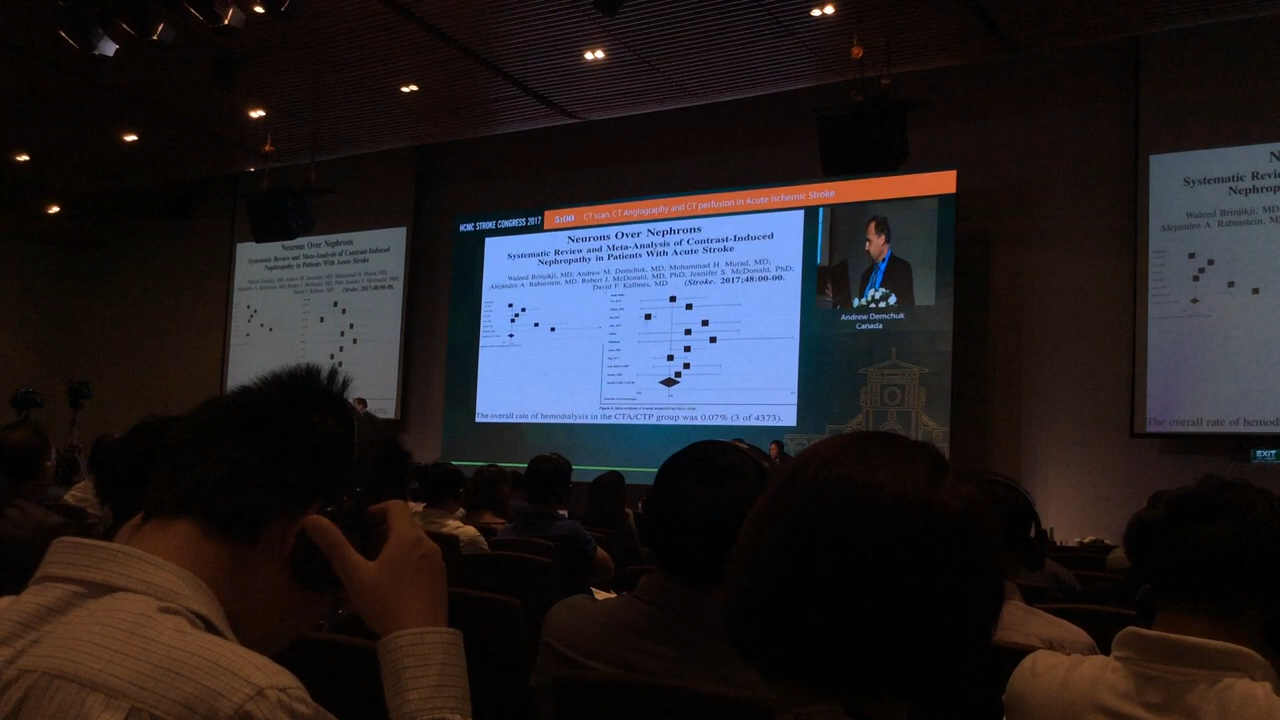 HCMC STROKE CONGRESS 2017
5:00 CT scan, CT Angiography and CT perfusion in Acute Ischemic Stroke
Neurons Over Nephrons
Systematic Review and Meta-Analysis of Contrast-Induced
Nephropathy in Patients With Acute Stroke
Waleed Brinjikji, MD; Andrew M. Demchuk, MD; Mohammad H. Murad, MD;
Alejandro A. Rabinstein, MD; Robert J. McDonald, MD, PhD; Jennifer S. McDonald, PhD;
David F. Kallmes, MD (Stroke. 2017;48:00-00.
The overall rate of hemodialysis in the CTA/CTP group was 0.07% (3 of 4373).
Andrew Demchuk
Canada
Neurons Over Nephrons
Systematic Review and Meta-Analysis of Contrast-Induced
Nephropathy in Patients With Acute Stroke
N
Systematic Revie
Nephrop
Waleed Brinjikji, MD
Alejandro A. Rabinstein, M
The overall rate of hemod
EXIT